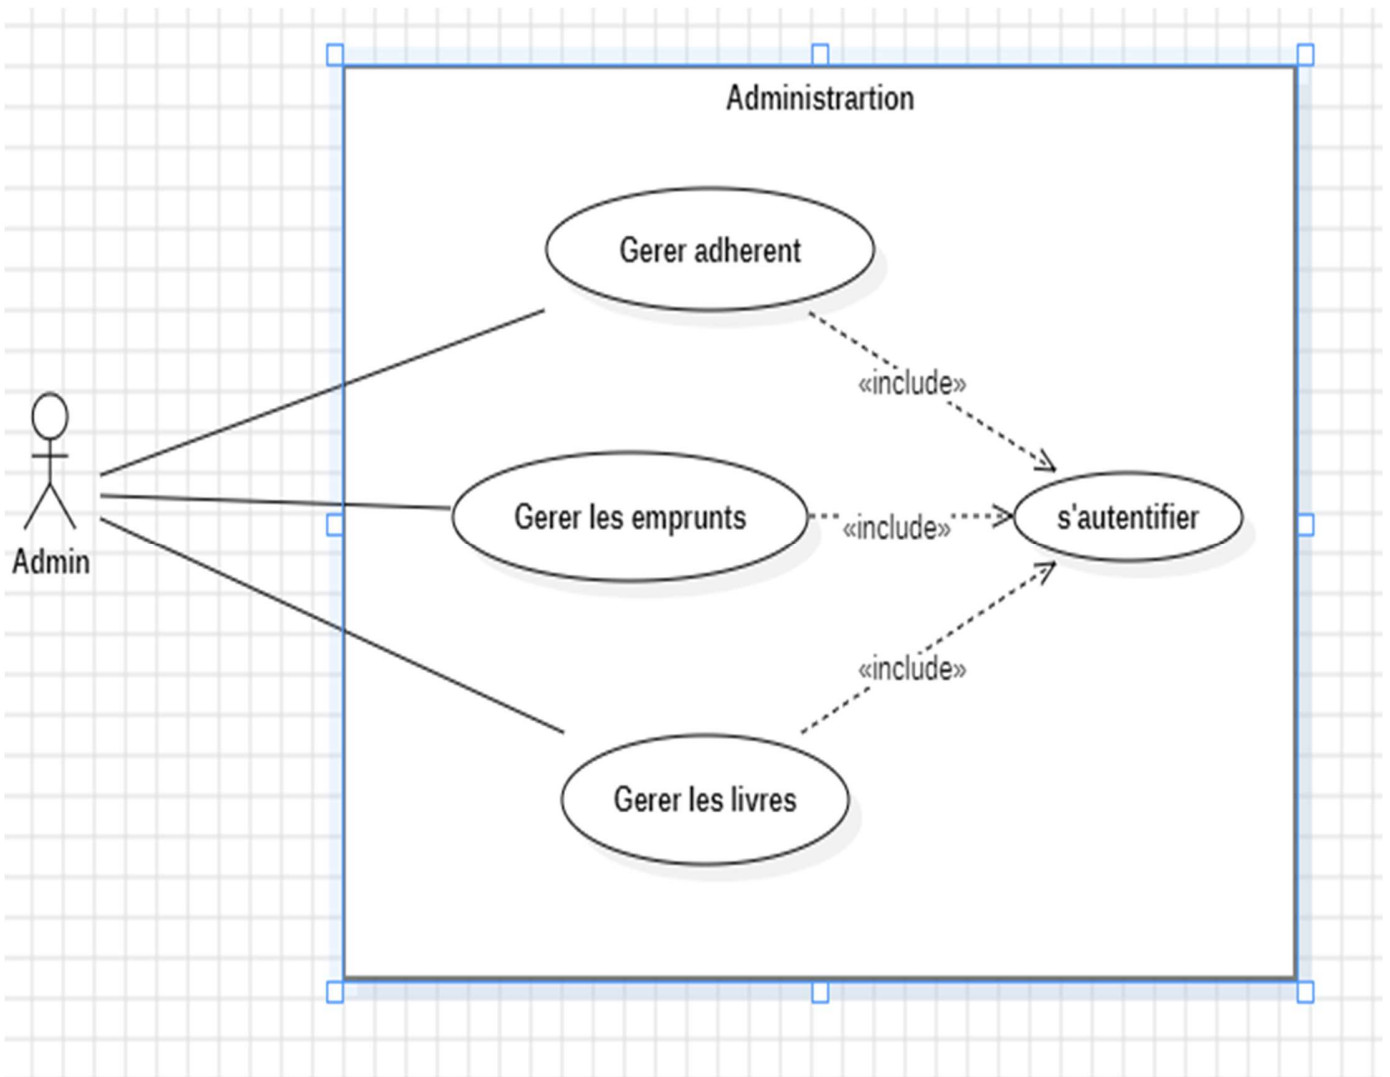 Administrartion
Gerer adherent
«include»
Gerer les emprunts
«include»
s'autentifier
Admin
«include»
Gerer les livres